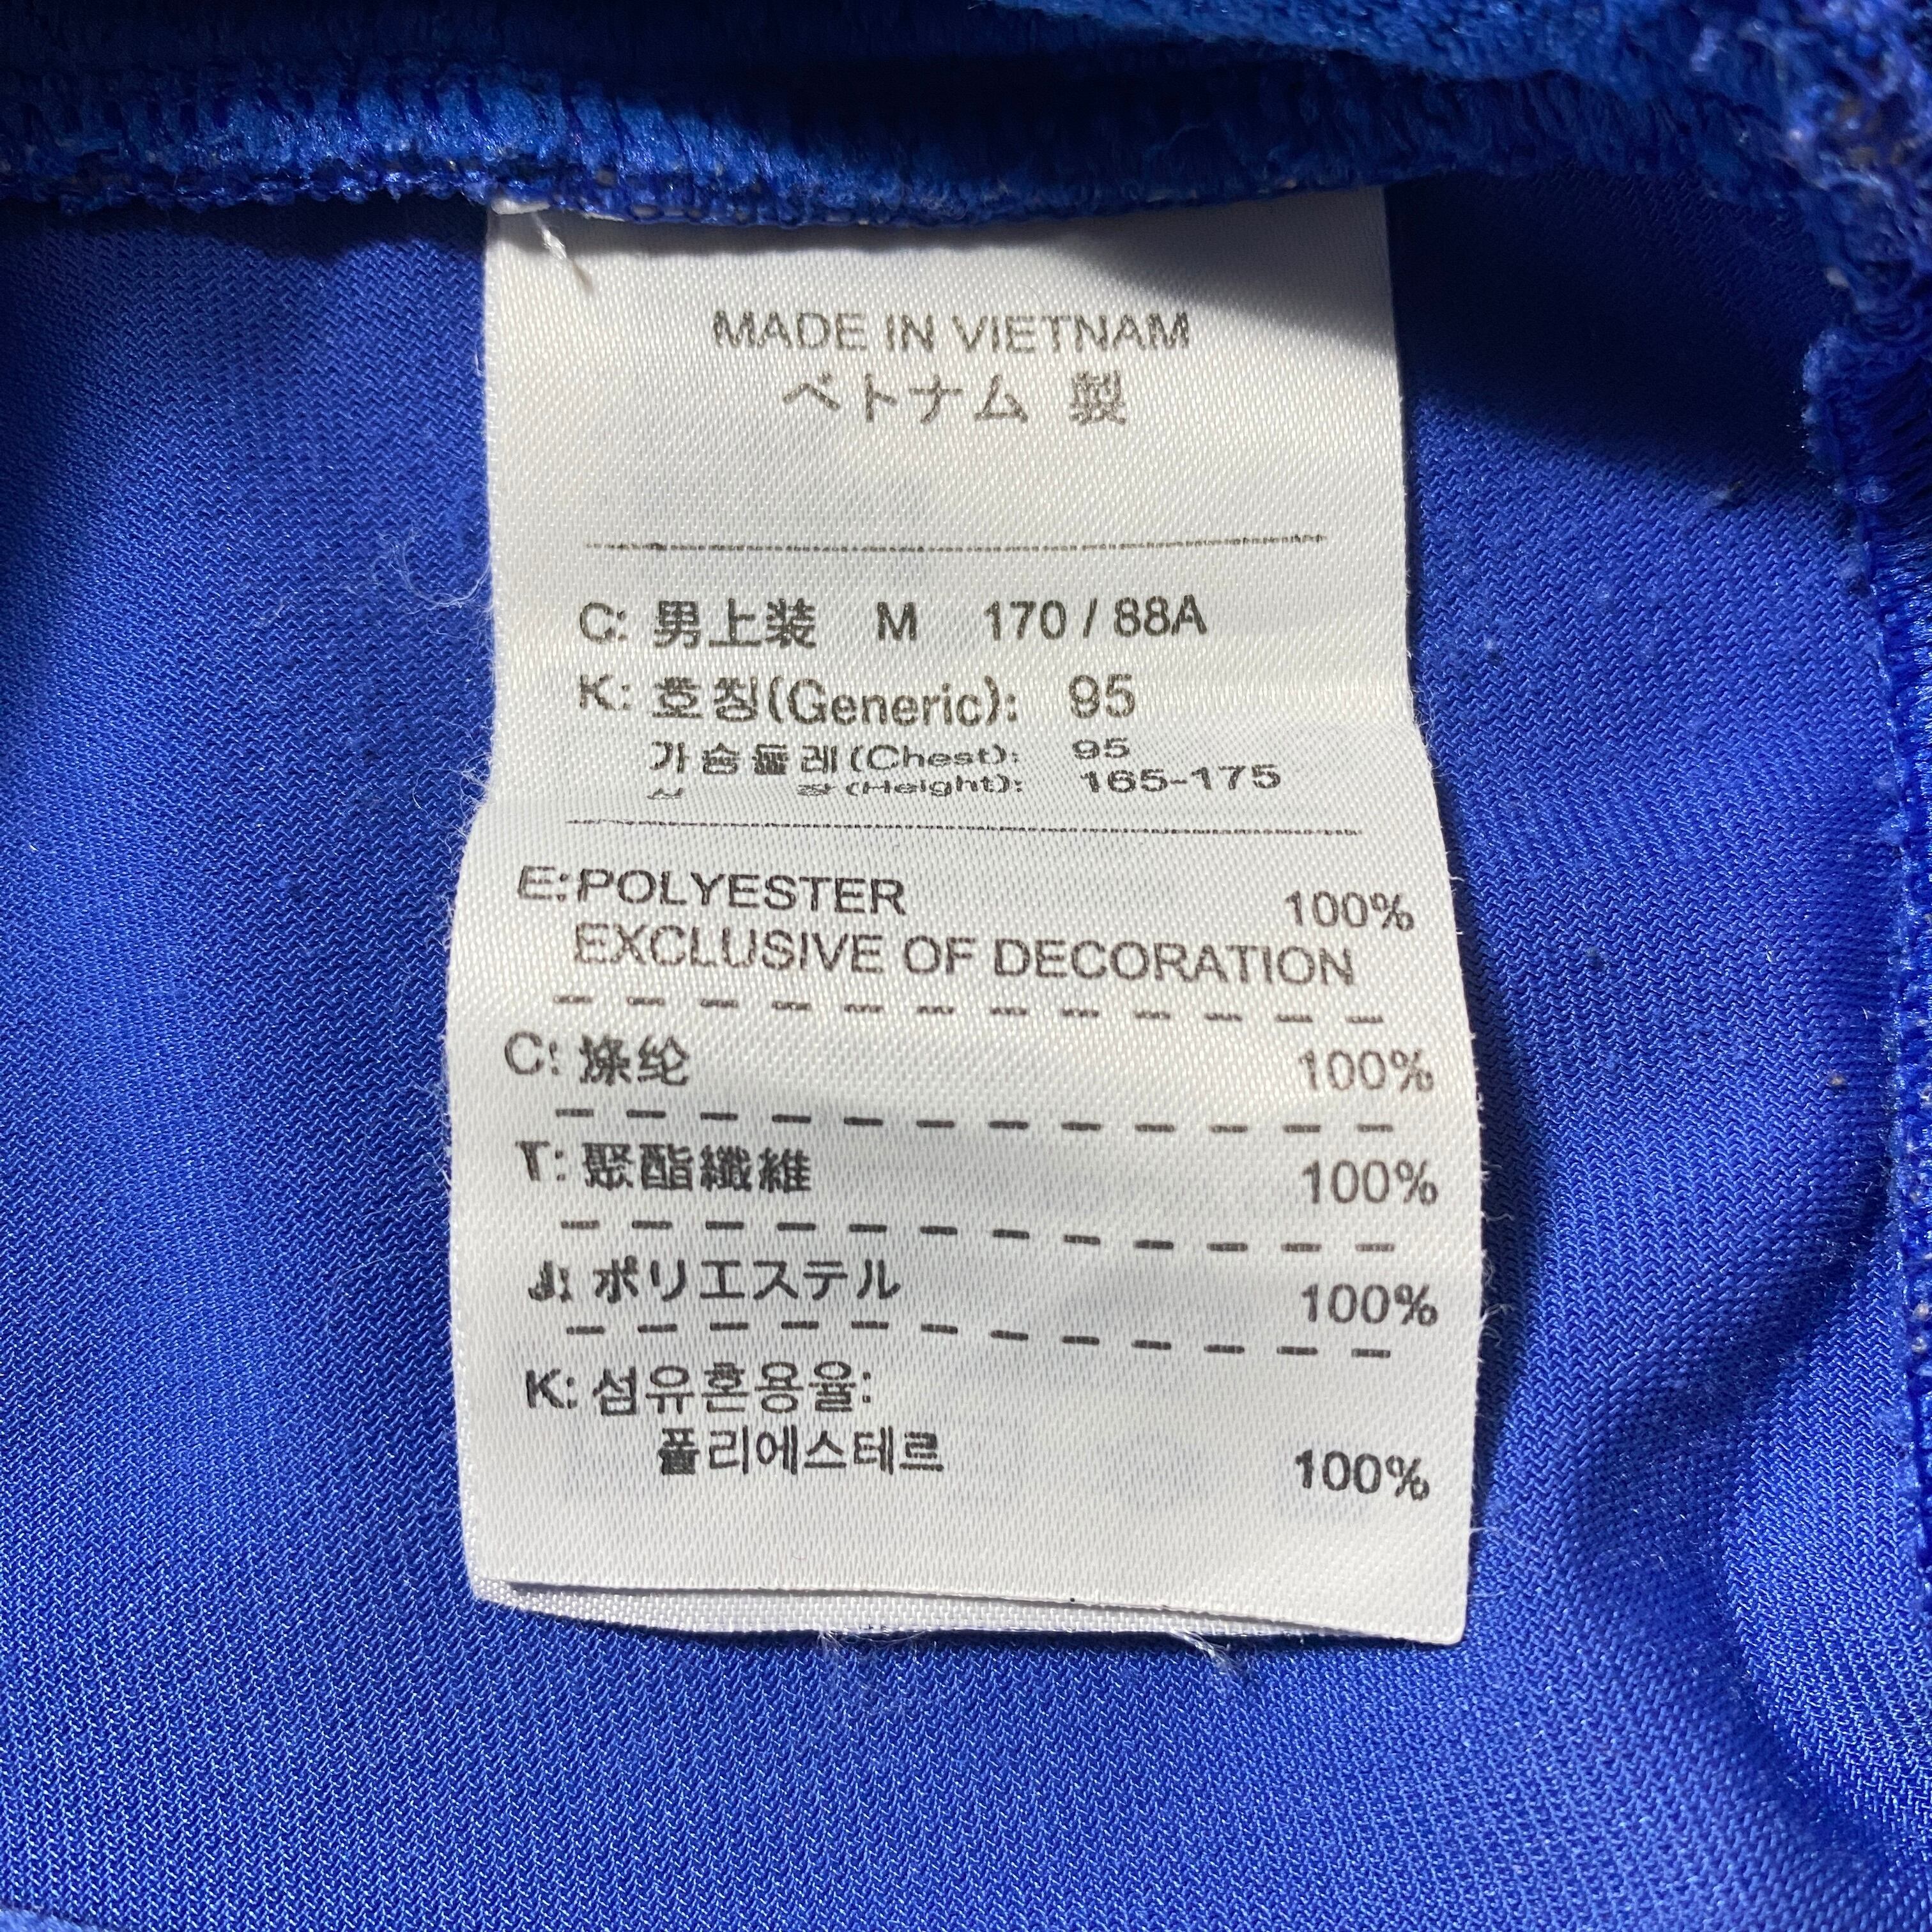 MADE IN VIETNAM
ベトナム 製
C: 男上装 M 170 / 88A
K: 호칭(Generic): 95
가슴둘레(Chest): 95
(Height): 165-175
E:POLYESTER 100%
EXCLUSIVE OF DECORATION
C: 涤纶 100%
T: 聚酯纖維 100%
J: ポリエステル 100%
K: 섬유혼용율:
폴리에스테르 100%